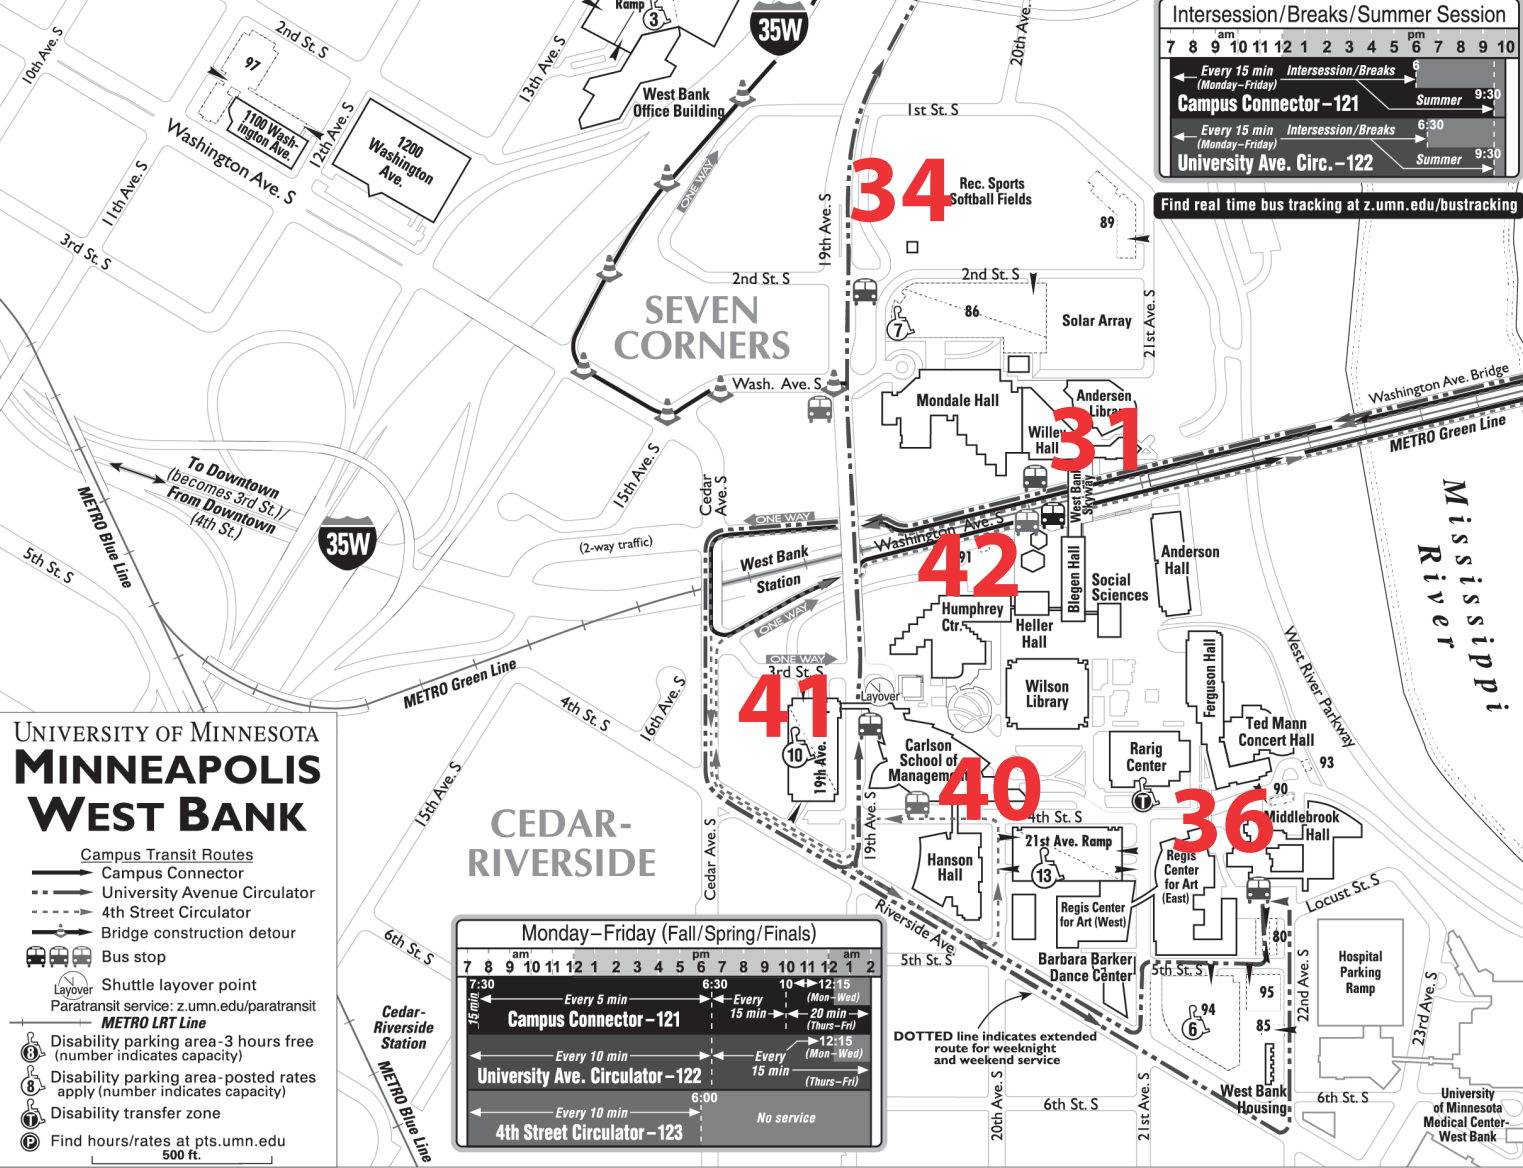 Ramp
3
35W
10th Ave. S
2nd St. S
97
13th Ave. S
20th Ave. S
West Bank
Office Building
1st St. S
1100 Wash-
ington Ave.
12th Ave. S
1200
Washington
Ave.
Washington Ave. S
11th Ave. S
3rd St. S
ONE WAY
34
19th Ave. S
Rec. Sports
Softball Fields
89
2nd St. S
2nd St. S
SEVEN
CORNERS
86
7
Solar Array
21st Ave. S
Wash. Ave. S
Mondale Hall
Andersen
Library
Willey
Hall
31
Washington Ave. Bridge
METRO Green Line
West Bank
Skyway
To Downtown
(becomes 3rd St.)/
From Downtown
(4th St.)
METRO Blue Line
35W
5th St. S
15th Ave. S
Cedar
Ave. S
(2-way traffic)
ONE WAY
Washington Ave. S
West Bank
Station
ONE WAY
91
42
Blegen Hall
Social
Sciences
Anderson
Hall
Mississippi
River
Humphrey
Ctr.
Heller
Hall
METRO Green Line
ONE WAY
3rd St. S
4th St. S
16th Ave. S
41
10
19th Ave.
Layover
Wilson
Library
Ferguson Hall
West River Parkway
Ted Mann
Concert Hall
93
Carlson
School of
Management
Rarig
Center
T
90
40
36
Middlebrook
Hall
4th St. S
15th Ave. S
CEDAR-
RIVERSIDE
Cedar Ave. S
19th Ave. S
Hanson
Hall
21st Ave. Ramp
13
Regis
Center
for Art
(East)
Regis Center
for Art (West)
Locust St. S
80
Riverside Ave.
5th St. S
Barbara Barker
Dance Center
5th St. S
22nd Ave. S
Hospital
Parking
Ramp
95
94
6
85
23rd Ave. S
DOTTED line indicates extended
route for weeknight
and weekend service
20th Ave. S
21st Ave. S
6th St. S
West Bank
Housing
6th St. S
University
of Minnesota
Medical Center-
West Bank
6th St. S
Cedar-
Riverside
Station
METRO Blue Line
Intersession/Breaks/Summer Session
am pm
7 8 9 10 11 12 1 2 3 4 5 6 7 8 9 10
Every 15 min Intersession/Breaks 6
(Monday–Friday) Summer 9:30
Campus Connector–121
Every 15 min Intersession/Breaks 6:30
(Monday–Friday) Summer 9:30
University Ave. Circ.–122
Find real time bus tracking at z.umn.edu/bustracking
UNIVERSITY OF MINNESOTA
MINNEAPOLIS
WEST BANK
Campus Transit Routes
Campus Connector
University Avenue Circulator
4th Street Circulator
Bridge construction detour
Bus stop
Layover Shuttle layover point
Paratransit service: z.umn.edu/paratransit
METRO LRT Line
8 Disability parking area-3 hours free
(number indicates capacity)
8 Disability parking area-posted rates
apply (number indicates capacity)
T Disability transfer zone
P Find hours/rates at pts.umn.edu
500 ft.
Monday–Friday (Fall/Spring/Finals)
am pm am
7 8 9 10 11 12 1 2 3 4 5 6 7 8 9 10 11 12 1 2
7:30 6:30 10 12:15
15 min Every 5 min Every (Mon–Wed)
15 min 20 min
Campus Connector–121 (Thurs–Fri)
12:15
Every 10 min Every (Mon–Wed)
University Ave. Circulator–122 15 min (Thurs–Fri)
6:00
Every 10 min No service
4th Street Circulator–123